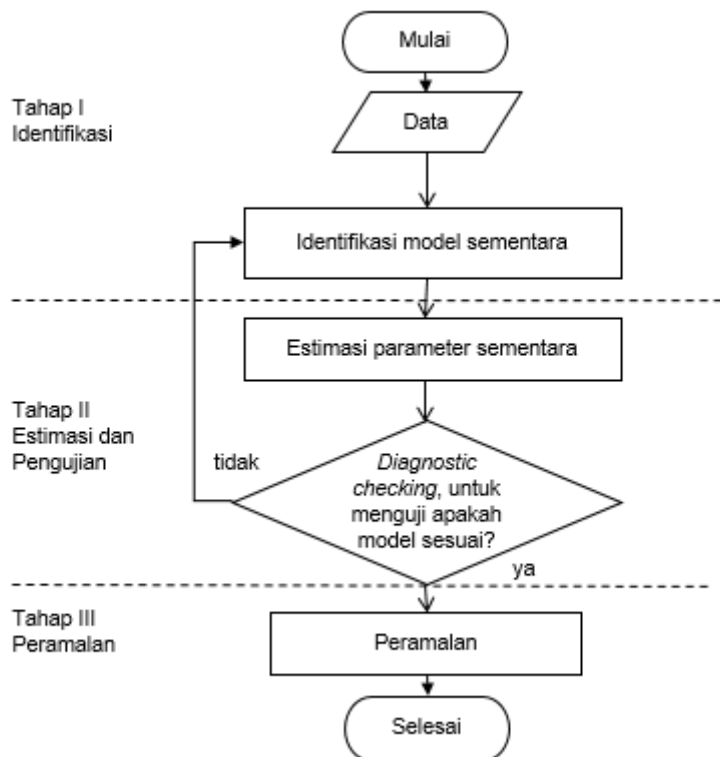 Mulai
Tahap I
Identifikasi
Data
Identifikasi model sementara
Estimasi parameter sementara
Tahap II
Estimasi dan
Pengujian
tidak
Diagnostic
checking, untuk
menguji apakah
model sesuai?
ya
Tahap III
Peramalan
Peramalan
Selesai